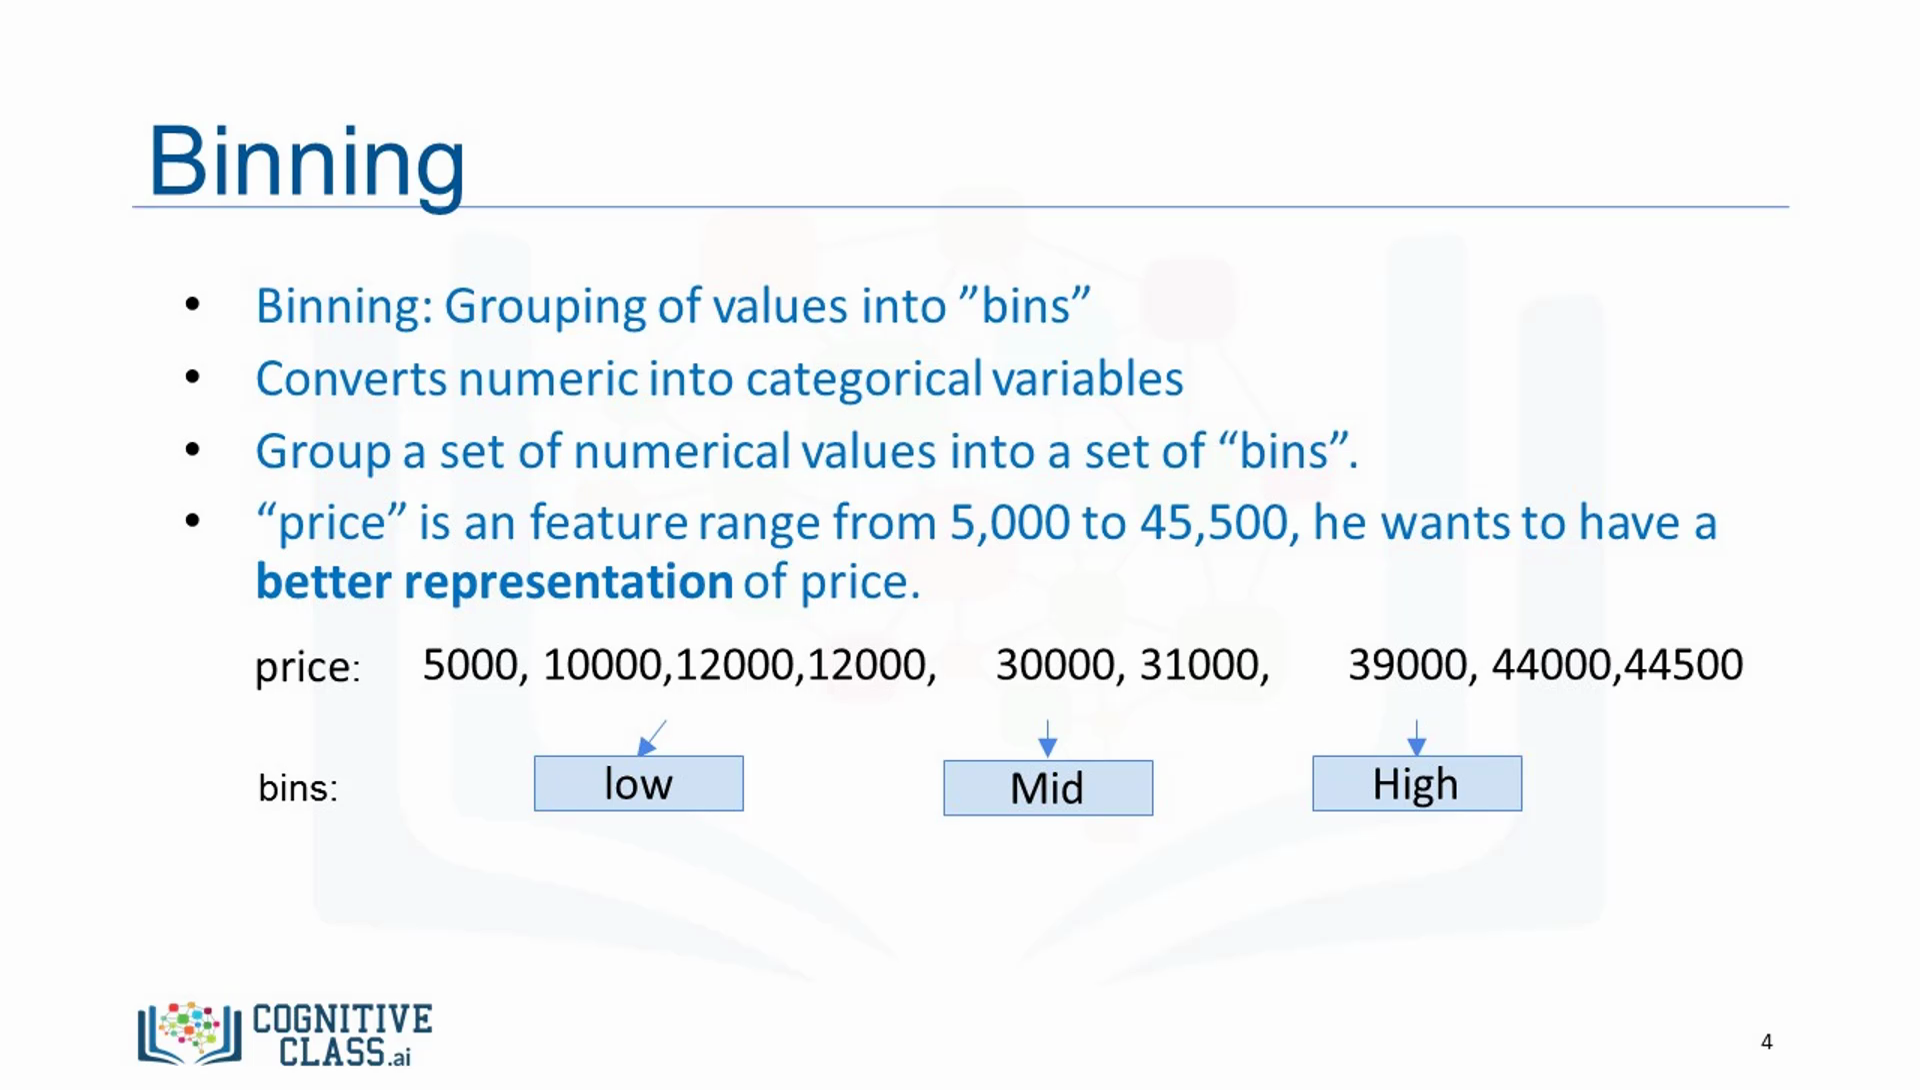 Binning
• Binning: Grouping of values into ”bins”
• Converts numeric into categorical variables
• Group a set of numerical values into a set of “bins”.
• “price” is an feature range from 5,000 to 45,500, he wants to have a
better representation of price.
price: 5000, 10000,12000,12000, 30000, 31000, 39000, 44000,44500
bins: low Mid High
COGNITIVE
CLASS.ai
4